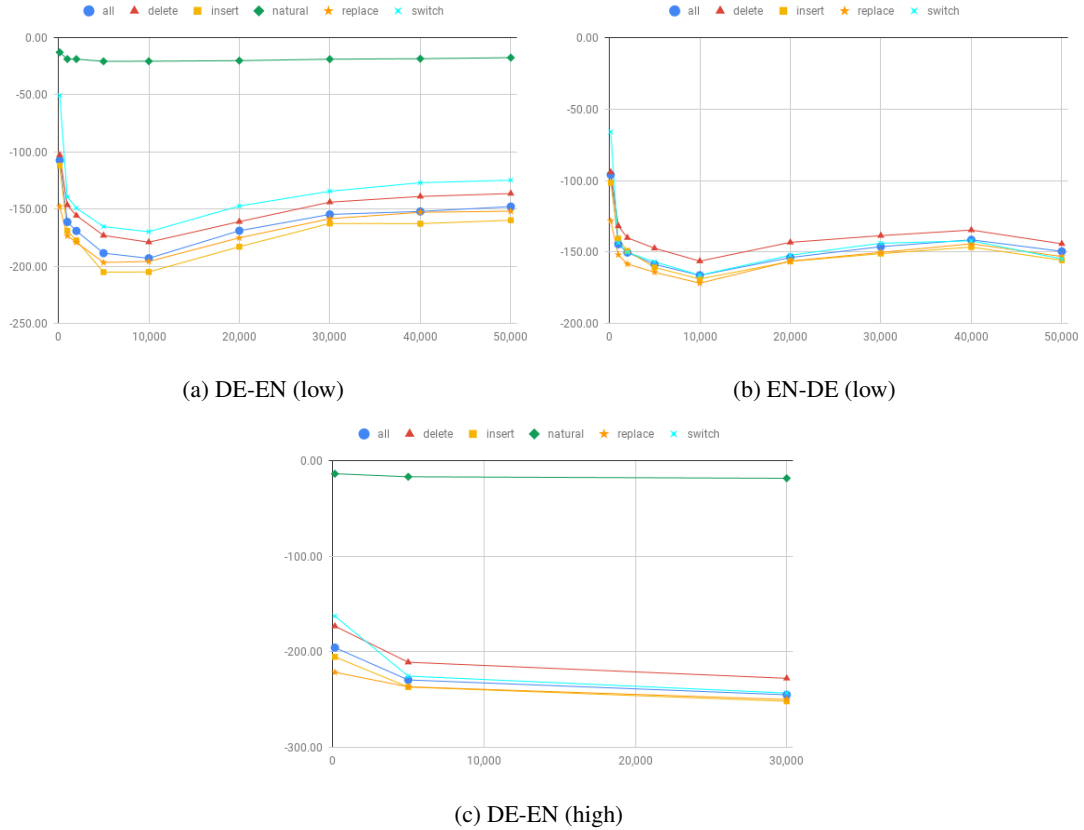 all delete insert natural replace switch
0.00
-50.00
-100.00
-150.00
-200.00
-250.00
0 10,000 20,000 30,000 40,000 50,000
(a) DE-EN (low)
all delete insert replace switch
0.00
-50.00
-100.00
-150.00
-200.00
0 10,000 20,000 30,000 40,000 50,000
(b) EN-DE (low)
all delete insert natural replace switch
0.00
-100.00
-200.00
-300.00
0 10,000 20,000 30,000
(c) DE-EN (high)